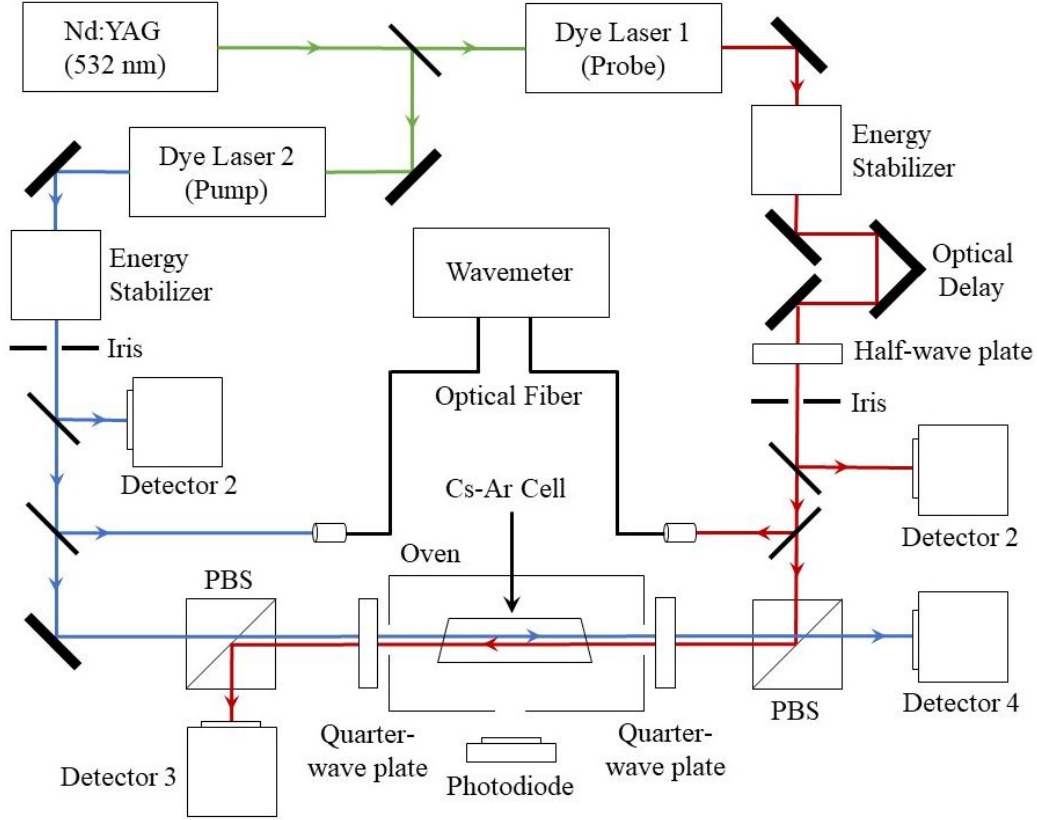 Nd:YAG
(532 nm)
Dye Laser 1
(Probe)
Dye Laser 2
(Pump)
Energy
Stabilizer
Energy
Stabilizer
Wavemeter
Optical
Delay
Iris
Half-wave plate
Optical Fiber
Iris
Detector 2
Cs-Ar Cell
Detector 2
Oven
PBS
PBS
Detector 4
Quarter-
wave plate
Quarter-
wave plate
Detector 3
Photodiode